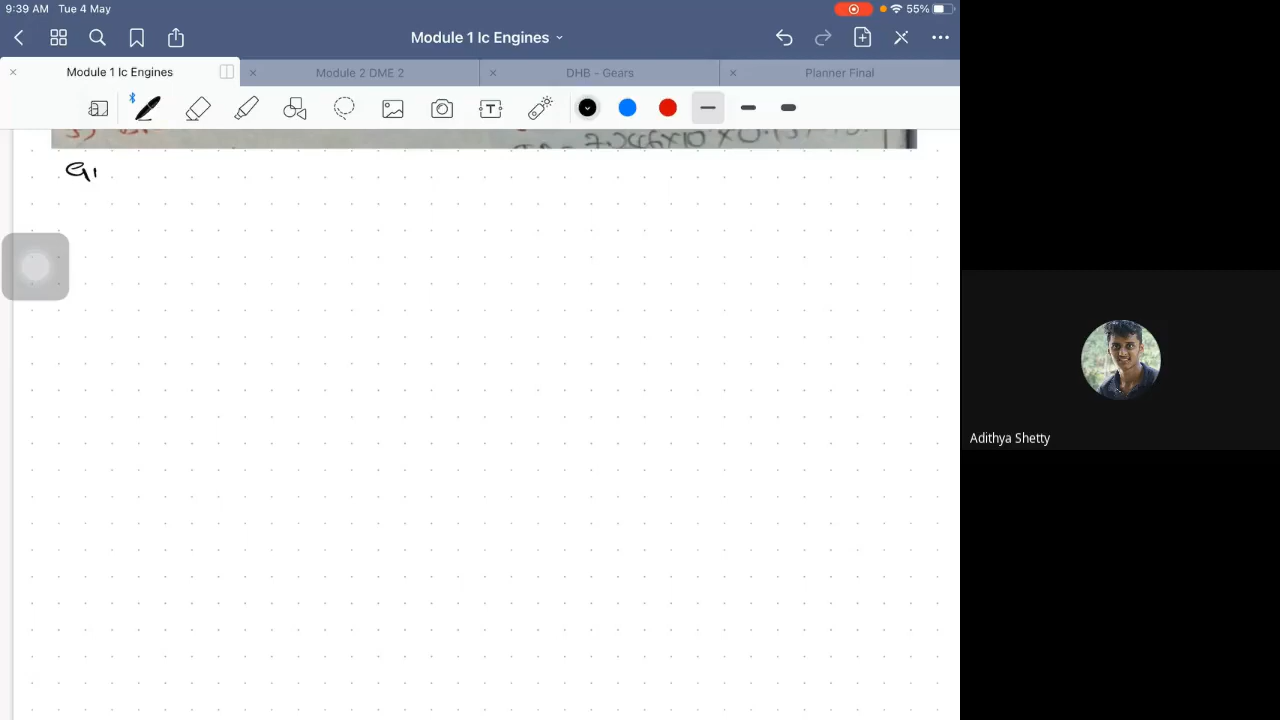 9:39 AM Tue 4 May
55%
Module 1 Ic Engines
Module 1 Ic Engines
Module 2 DME 2
DHB - Gears
Planner Final
T
Adithya Shetty